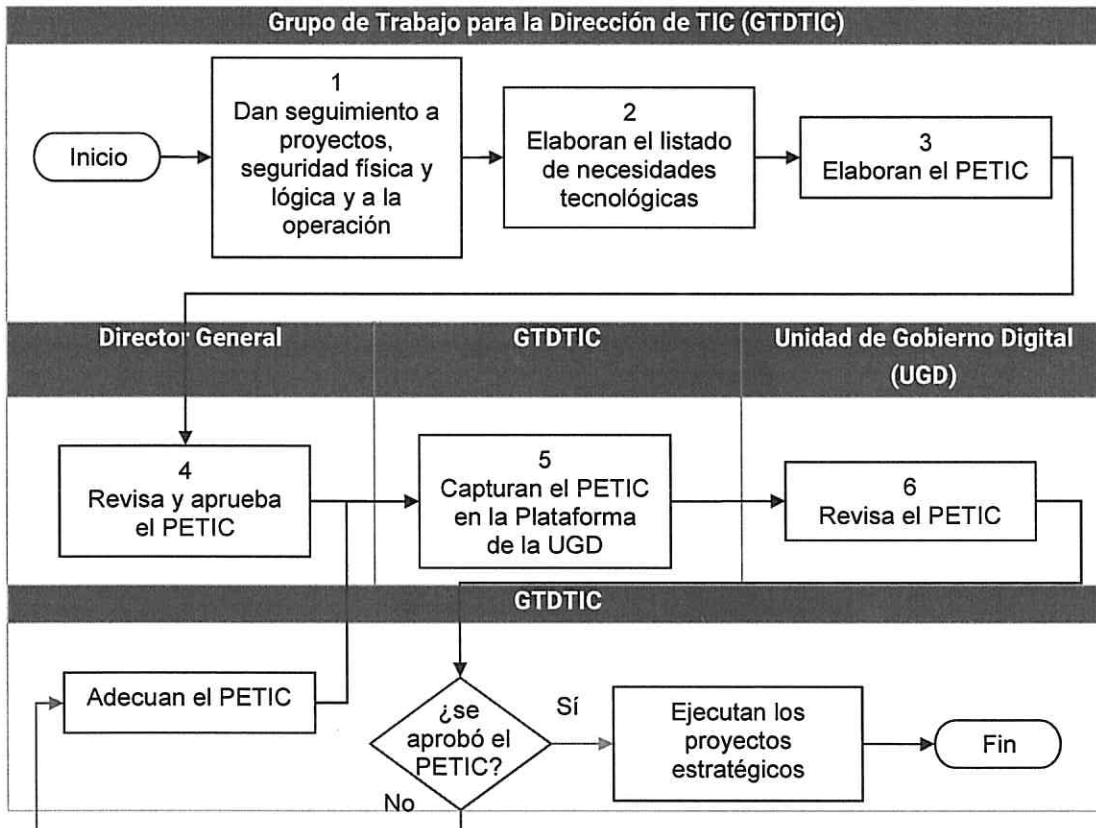 Grupo de Trabajo para la Dirección de TIC (GTDTIC)
Inicio
1
Dan seguimiento a
proyectos,
seguridad física y
lógica y a la
operación
2
Elaboran el listado
de necesidades
tecnológicas
3
Elaboran el PETIC
Director General
GTDTIC
Unidad de Gobierno Digital
(UGD)
4
Revisa y aprueba
el PETIC
5
Capturan el PETIC
en la Plataforma
de la UGD
6
Revisa el PETIC
GTDTIC
Adecuan el PETIC
¿se
aprobó el
PETIC?
Sí
No
Ejecutan los
proyectos
estratégicos
Fin